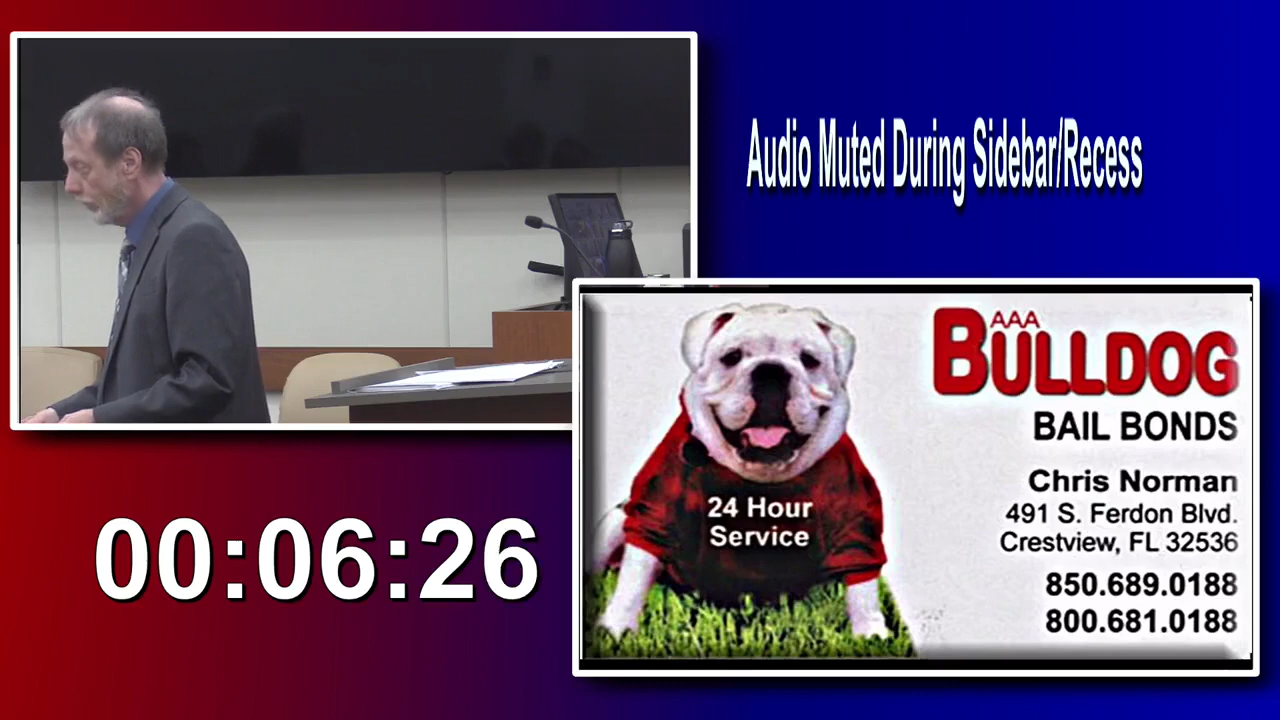 Audio Muted During Sidebar/Recess
AAA
BULLDOG
BAIL BONDS
Chris Norman
491 S. Ferdon Blvd.
Crestview, FL 32536
850.689.0188
800.681.0188
24 Hour
Service
00:06:26